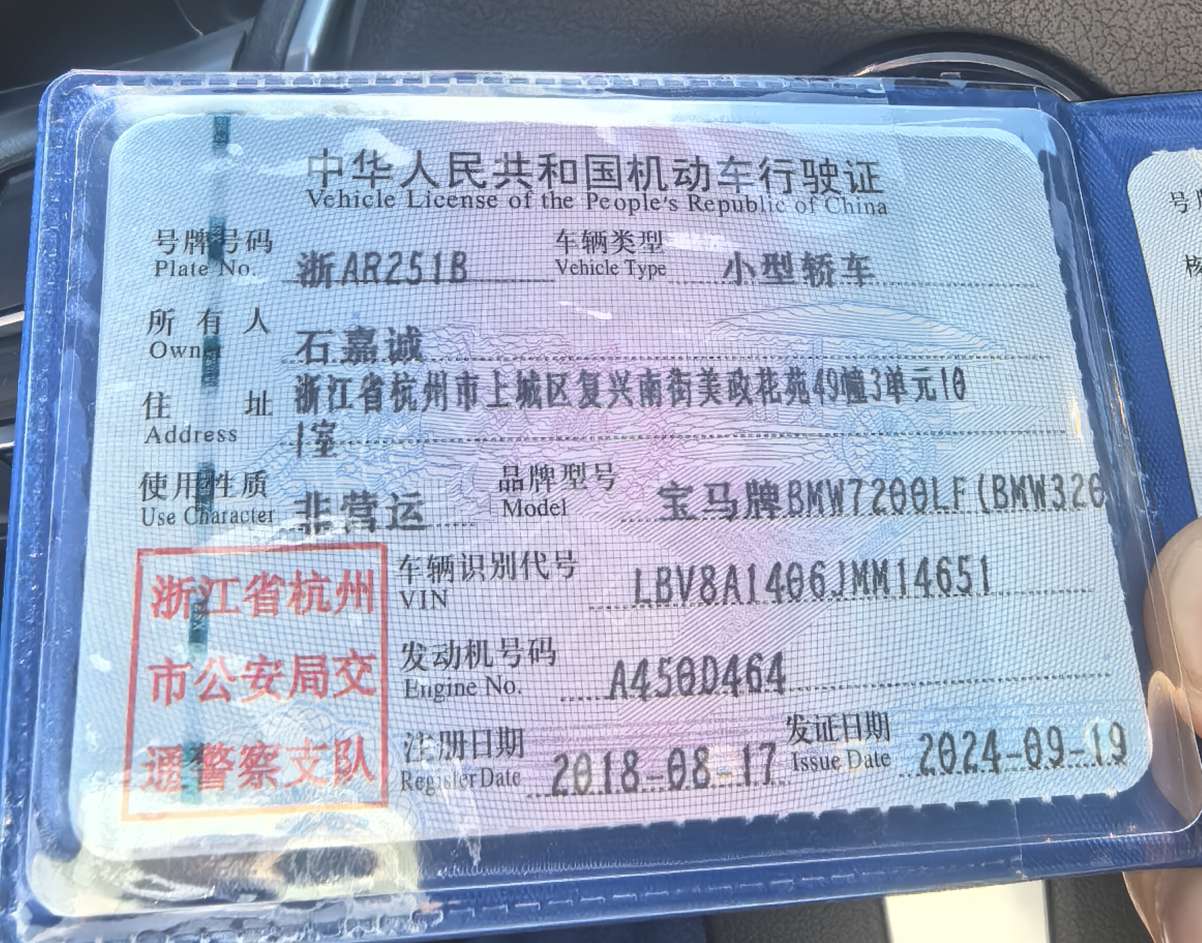 中华人民共和国机动车行驶证
Vehicle License of the People's Republic of China
号牌号码 浙AR251B 车辆类型 小型轿车
Plate No. Vehicle Type
所有人 石嘉诚
Owner
住址 浙江省杭州市上城区复兴南街美政花苑49幢3单元10
Address 1室
使用性质 非营运 品牌型号 宝马牌BMW7200LF(BMW320
Use Character Model
浙江省杭州
市公安局交
通警察支队
车辆识别代号 LBV8A1406JMM14651
VIN
发动机号码 A450D464
Engine No.
注册日期 2018-08-17 发证日期 2024-09-19
Register Date Issue Date
号
核